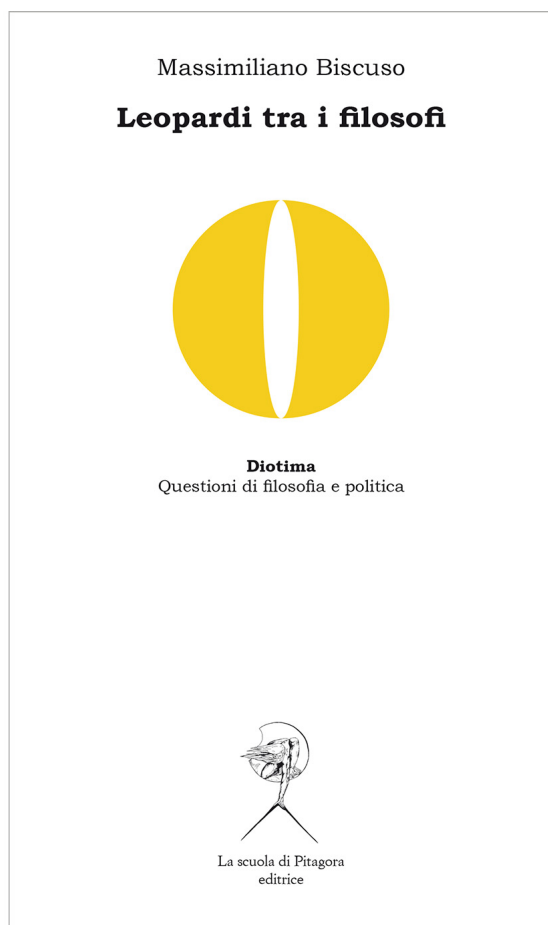 Massimiliano Biscuso
Leopardi tra i filosofi
Diotima
Questioni di filosofia e politica
La scuola di Pitagora
editrice